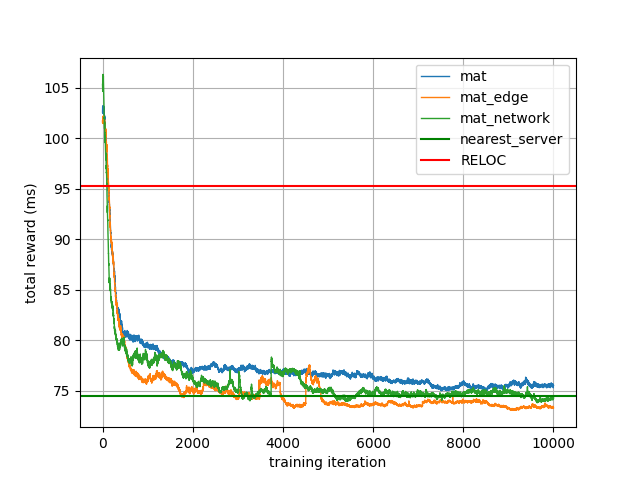 105
100
95
90
85
80
75
total reward (ms)
mat
mat_edge
mat_network
nearest_server
RELOC
0
2000
4000
6000
8000
10000
training iteration